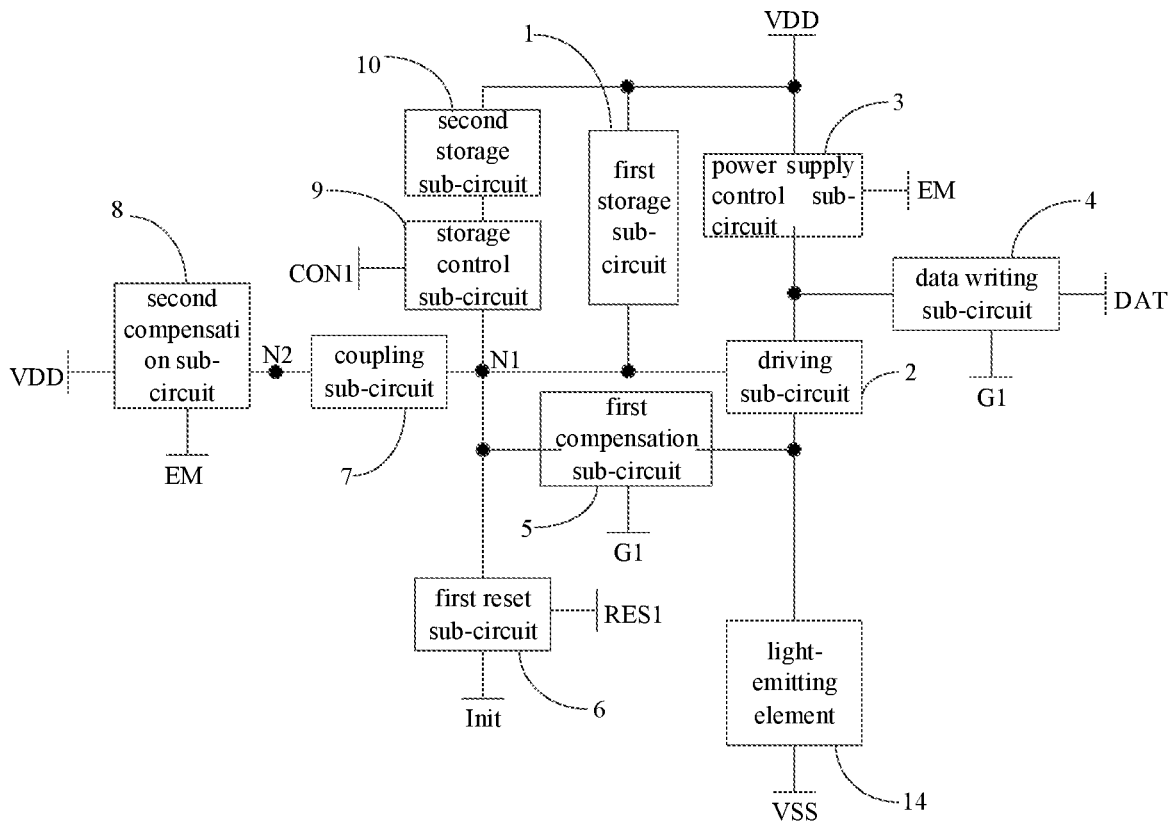 VDD
1
10
second
storage
sub-circuit
first
storage
sub-
circuit
3
power supply
control sub-
circuit
EM
9
storage
control
sub-circuit
CON1
4
data writing
sub-circuit
DAT
G1
8
second
compensati
on sub-
circuit
VDD
EM
N2
coupling
sub-circuit
7
N1
driving
sub-circuit
2
first
compensation
sub-circuit
5
G1
first reset
sub-circuit
RES1
6
Init
light-
emitting
element
14
VSS